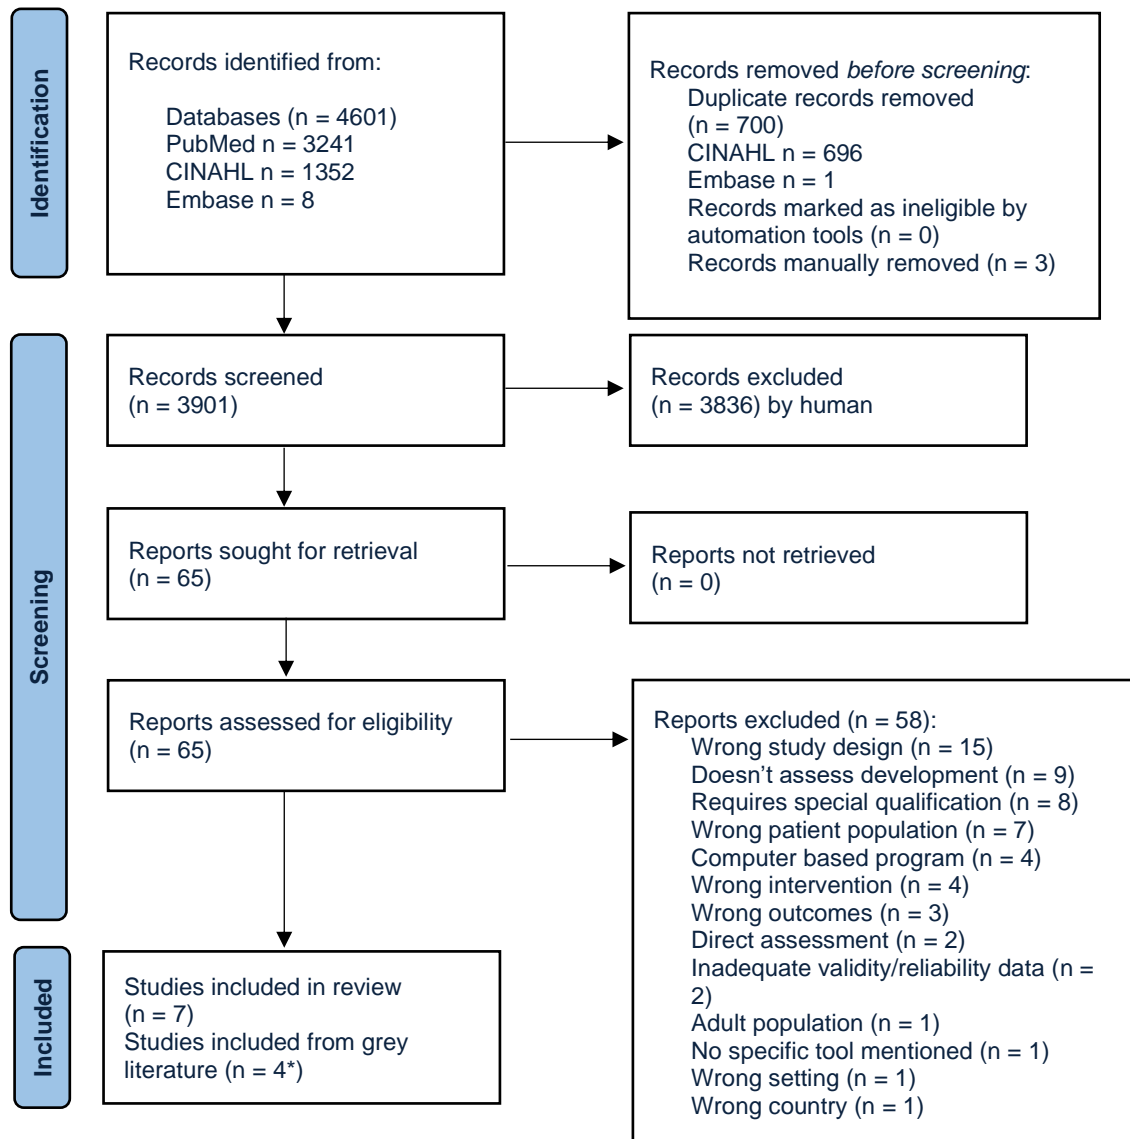 Identification
Records identified from:
Databases (n = 4601)
PubMed n = 3241
CINAHL n = 1352
Embase n = 8
Records removed before screening:
Duplicate records removed
(n = 700)
CINAHL n = 696
Embase n = 1
Records marked as ineligible by
automation tools (n = 0)
Records manually removed (n = 3)
Screening
Records screened
(n = 3901)
Records excluded
(n = 3836) by human
Reports sought for retrieval
(n = 65)
Reports not retrieved
(n = 0)
Reports assessed for eligibility
(n = 65)
Reports excluded (n = 58):
Wrong study design (n = 15)
Doesn’t assess development (n = 9)
Requires special qualification (n = 8)
Wrong patient population (n = 7)
Computer based program (n = 4)
Wrong intervention (n = 4)
Wrong outcomes (n = 3)
Direct assessment (n = 2)
Inadequate validity/reliability data (n =
2)
Adult population (n = 1)
No specific tool mentioned (n = 1)
Wrong setting (n = 1)
Wrong country (n = 1)
Included
Studies included in review
(n = 7)
Studies included from grey
literature (n = 4*)